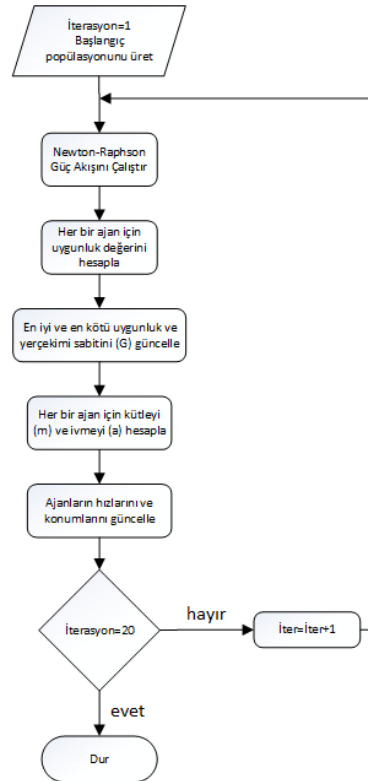 İterasyon=1
Başlangıç
popülasyonunu üret
Newton-Raphson
Güç Akışını Çalıştır
Her bir ajan için
uygunluk değerini
hesapla
En iyi ve en kötü uygunluk ve
yerçekimi sabitini (G) güncelle
Her bir ajan için kütleyi
(m) ve ivmeyi (a) hesapla
Ajanların hızlarını ve
konumlarını güncelle
İterasyon=20
hayır
İter=İter+1
evet
Dur